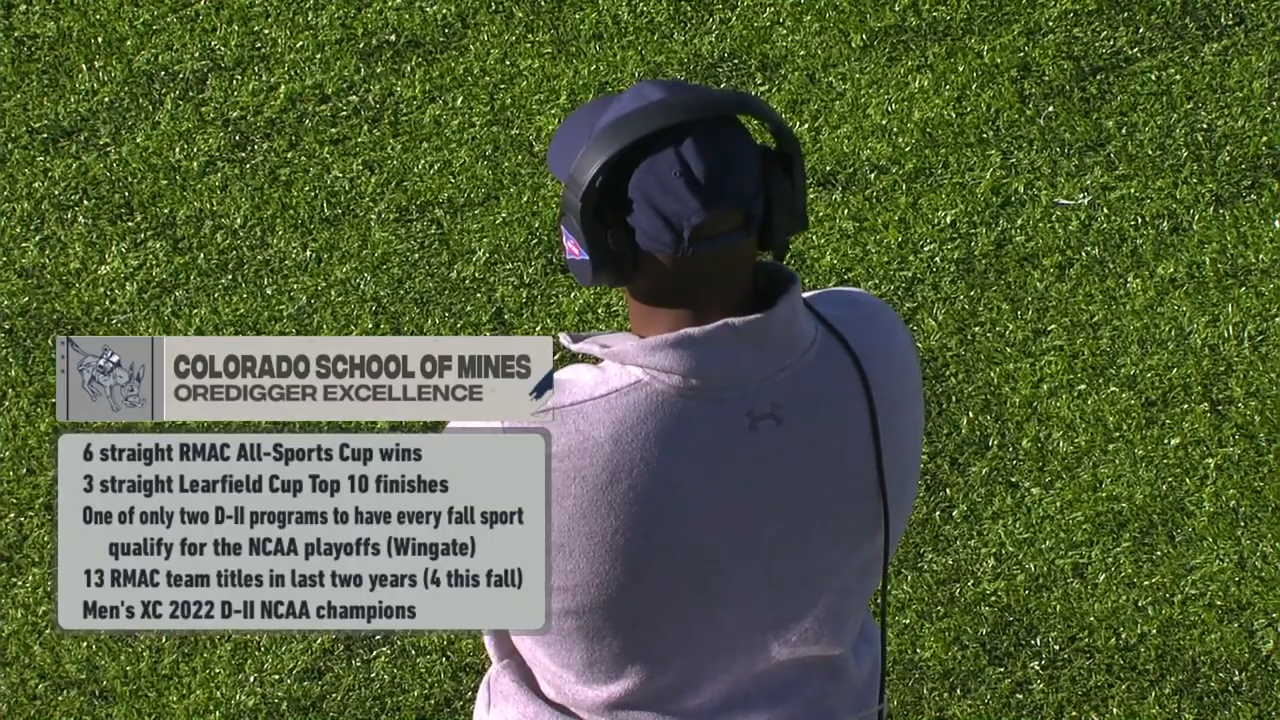 COLORADO SCHOOL OF MINES
OREDIGGER EXCELLENCE
6 straight RMAC All-Sports Cup wins
3 straight Learfield Cup Top 10 finishes
One of only two D-II programs to have every fall sport
qualify for the NCAA playoffs (Wingate)
13 RMAC team titles in last two years (4 this fall)
Men's XC 2022 D-II NCAA champions